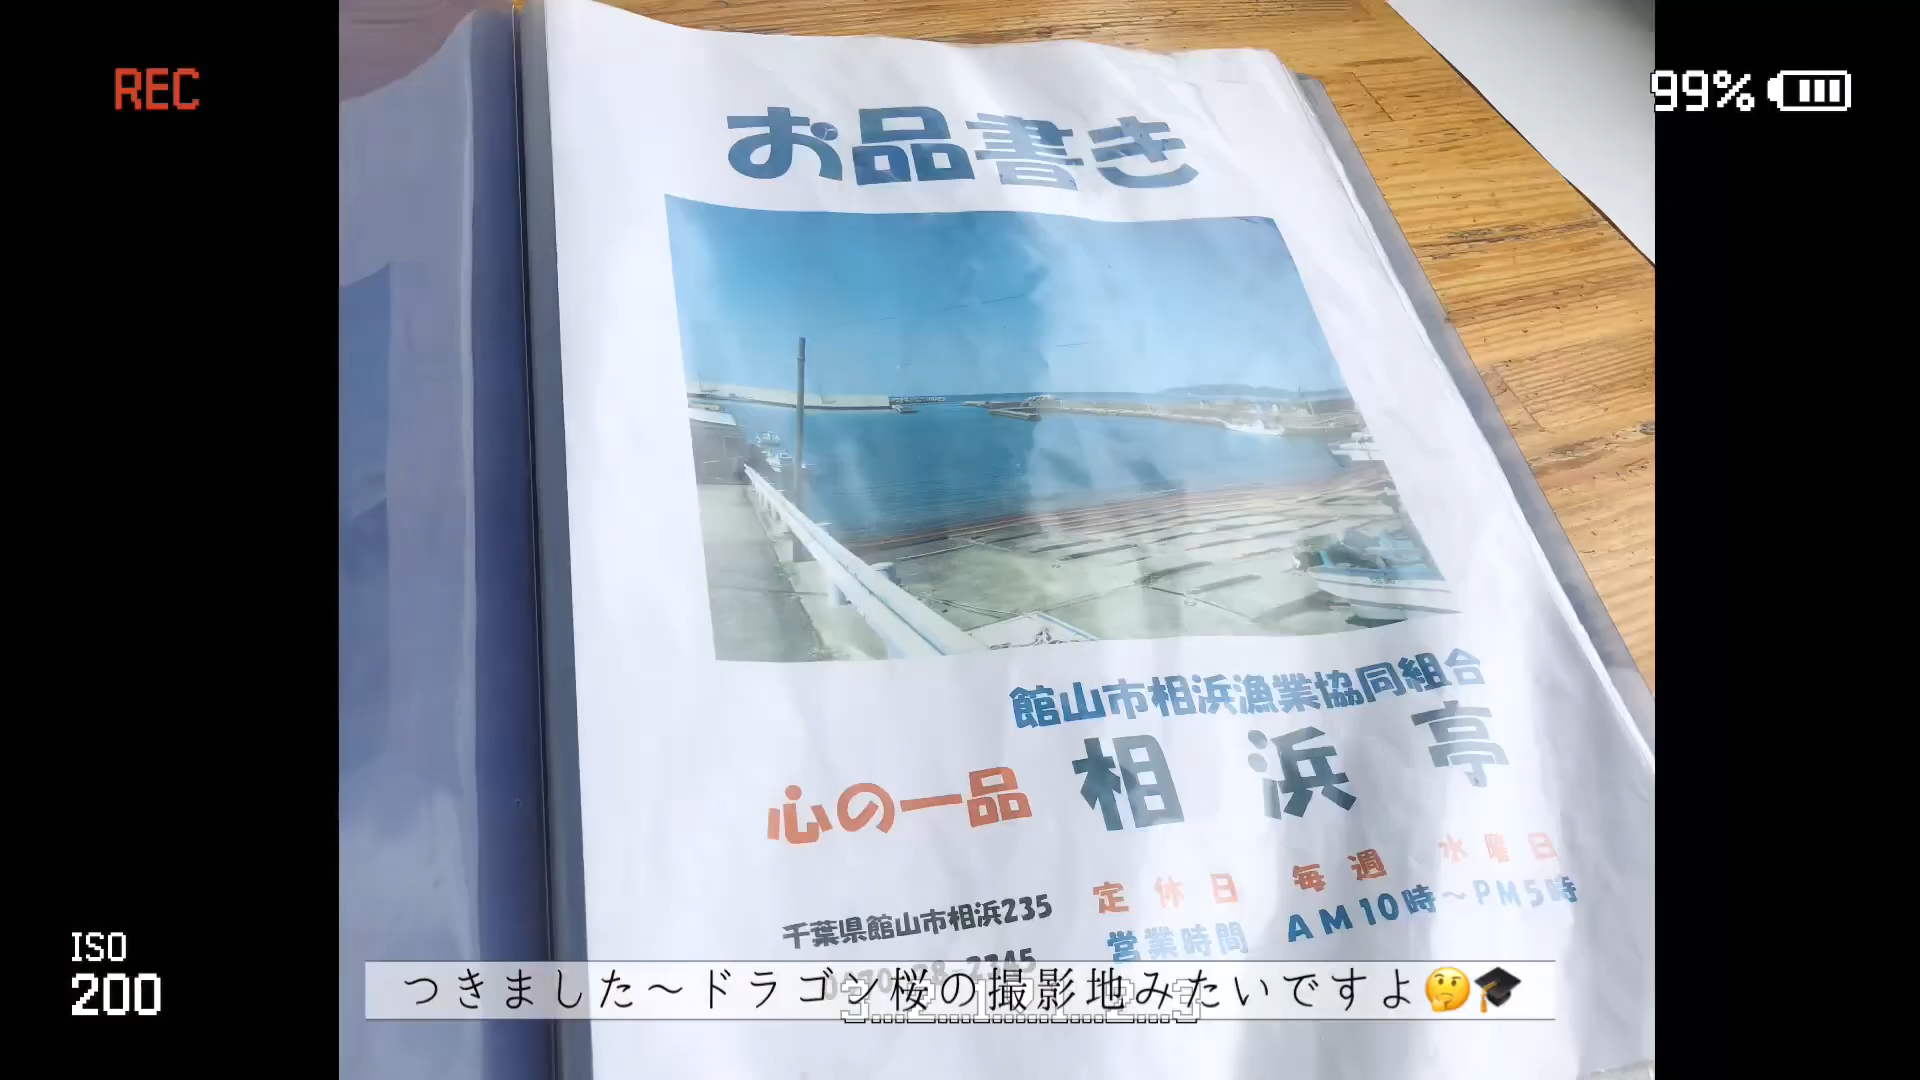 REC
99%
お品書き
館山市相浜漁業協同組合
心の一品 相浜亭
定休日 毎週 水曜日
千葉県館山市相浜235
営業時間 AM10時～PM5時
つきました～ドラゴン桜の撮影地みたいですよ🤔🎓
ISO
200